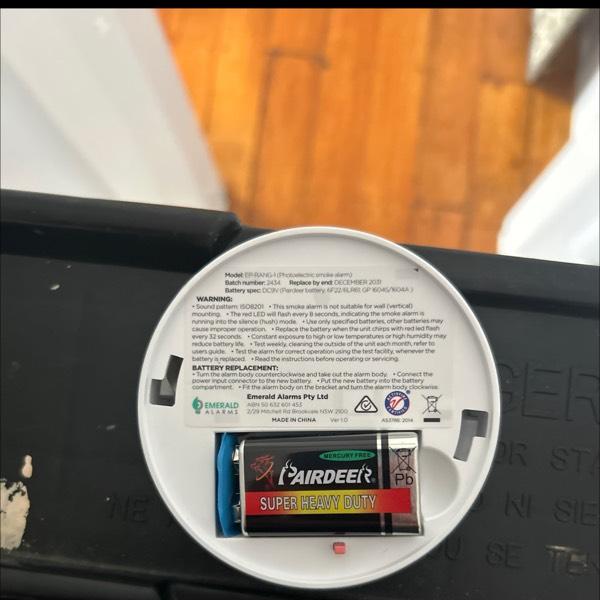 Model: EP-RANG-1 (Photoelectric smoke alarm)
Batch number: 2434 Replace by end: DECEMBER 2031
Battery spec: DC9V (Pairdeer battery, 6F22/6LR61, GP 1604S/1604A )
WARNING:
• Sound pattern: ISO8201 • This smoke alarm is not suitable for wall (vertical)
mounting. • The red LED will flash every 8 seconds, indicating the smoke alarm is
running into the silence (hush) mode. • Use only specified batteries, other batteries may
cause improper operation. • Replace the battery when the unit chirps with red led flash
every 32 seconds. • Constant exposure to high or low temperatures or high humidity may
reduce battery life. • Test weekly, cleaning the outside of the unit each month, refer to
users guide. • Test the alarm for correct operation using the test facility, whenever the
battery is replaced. • Read the instructions before operating or servicing.
BATTERY REPLACEMENT:
• Turn the alarm body counterclockwise and take out the alarm body. • Connect the
power input connector to the new battery. • Put the new battery into the battery
compartment. • Fit the alarm body on the bracket and turn the alarm body clockwise.
EMERALD
ALARMS
Emerald Alarms Pty Ltd
ABN 50 632 601 453
2/29 Mitchell Rd Brookvale NSW 2100
MADE IN CHINA Ver 1.0
AS3786: 2014
MERCURY FREE
PAIRDEER
Pb
SUPER HEAVY DUTY
GER
OR STA
NE
NI SIE
U SE TEN